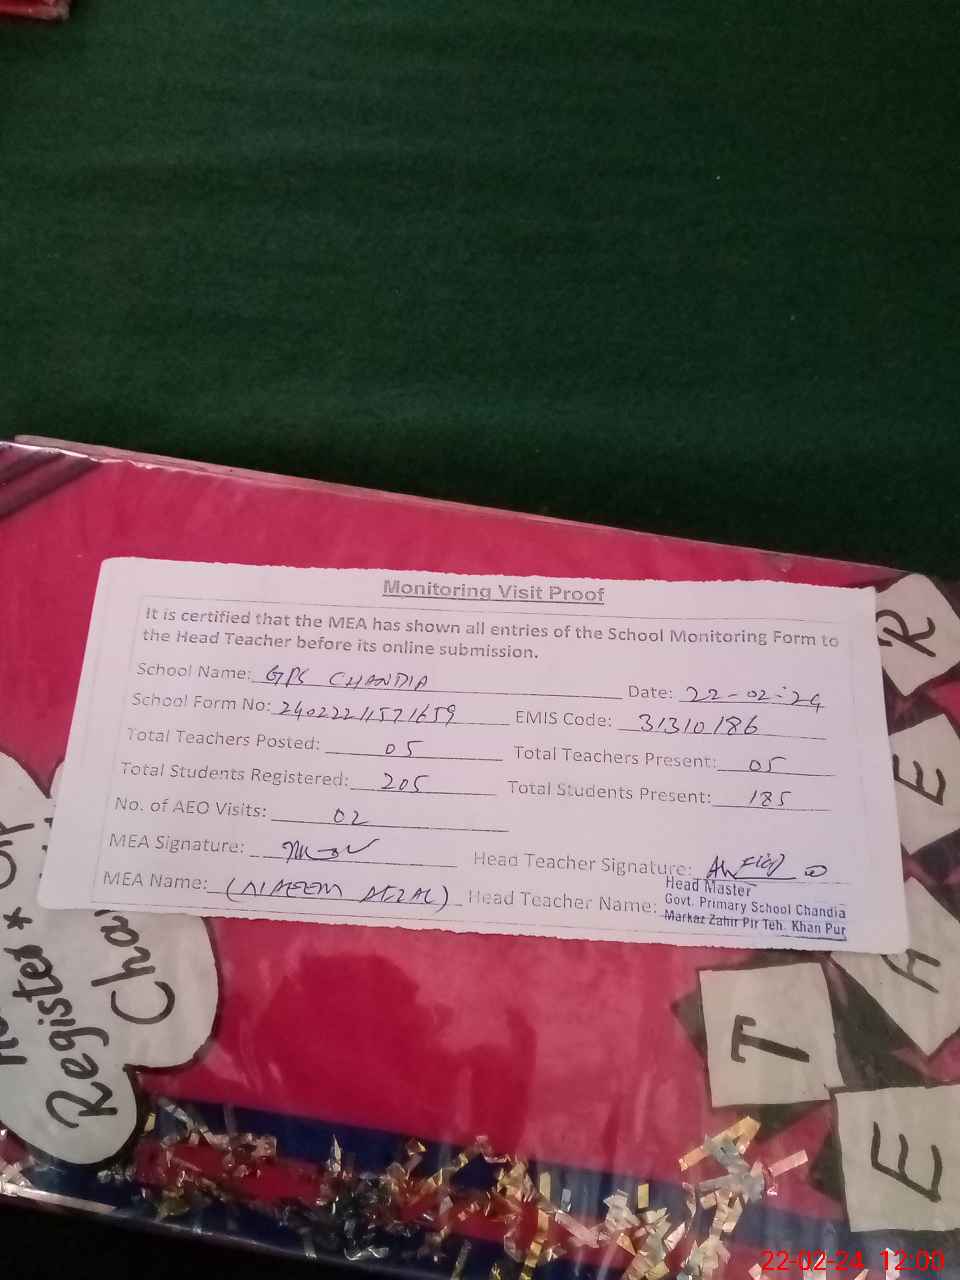 Monitoring Visit Proof
It is certified that the MEA has shown all entries of the School Monitoring Form to
the Head Teacher before its online submission.
School Name: GPS CHANDIA Date: 22-02-24
School Form No: 24022211571659 EMIS Code: 31310186
Total Teachers Posted: 05 Total Teachers Present: 05
Total Students Registered: 205 Total Students Present: 185
No. of AEO Visits: 02
MEA Signature: Head Teacher Signature:
MEA Name: (NAEEM AFZAL) Head Teacher Name:
Head Master
Govt. Primary School Chandia
Markaz Zahir Pir Teh. Khan Pur
Register *
T
E
A
E
R
22-02-24 12:00